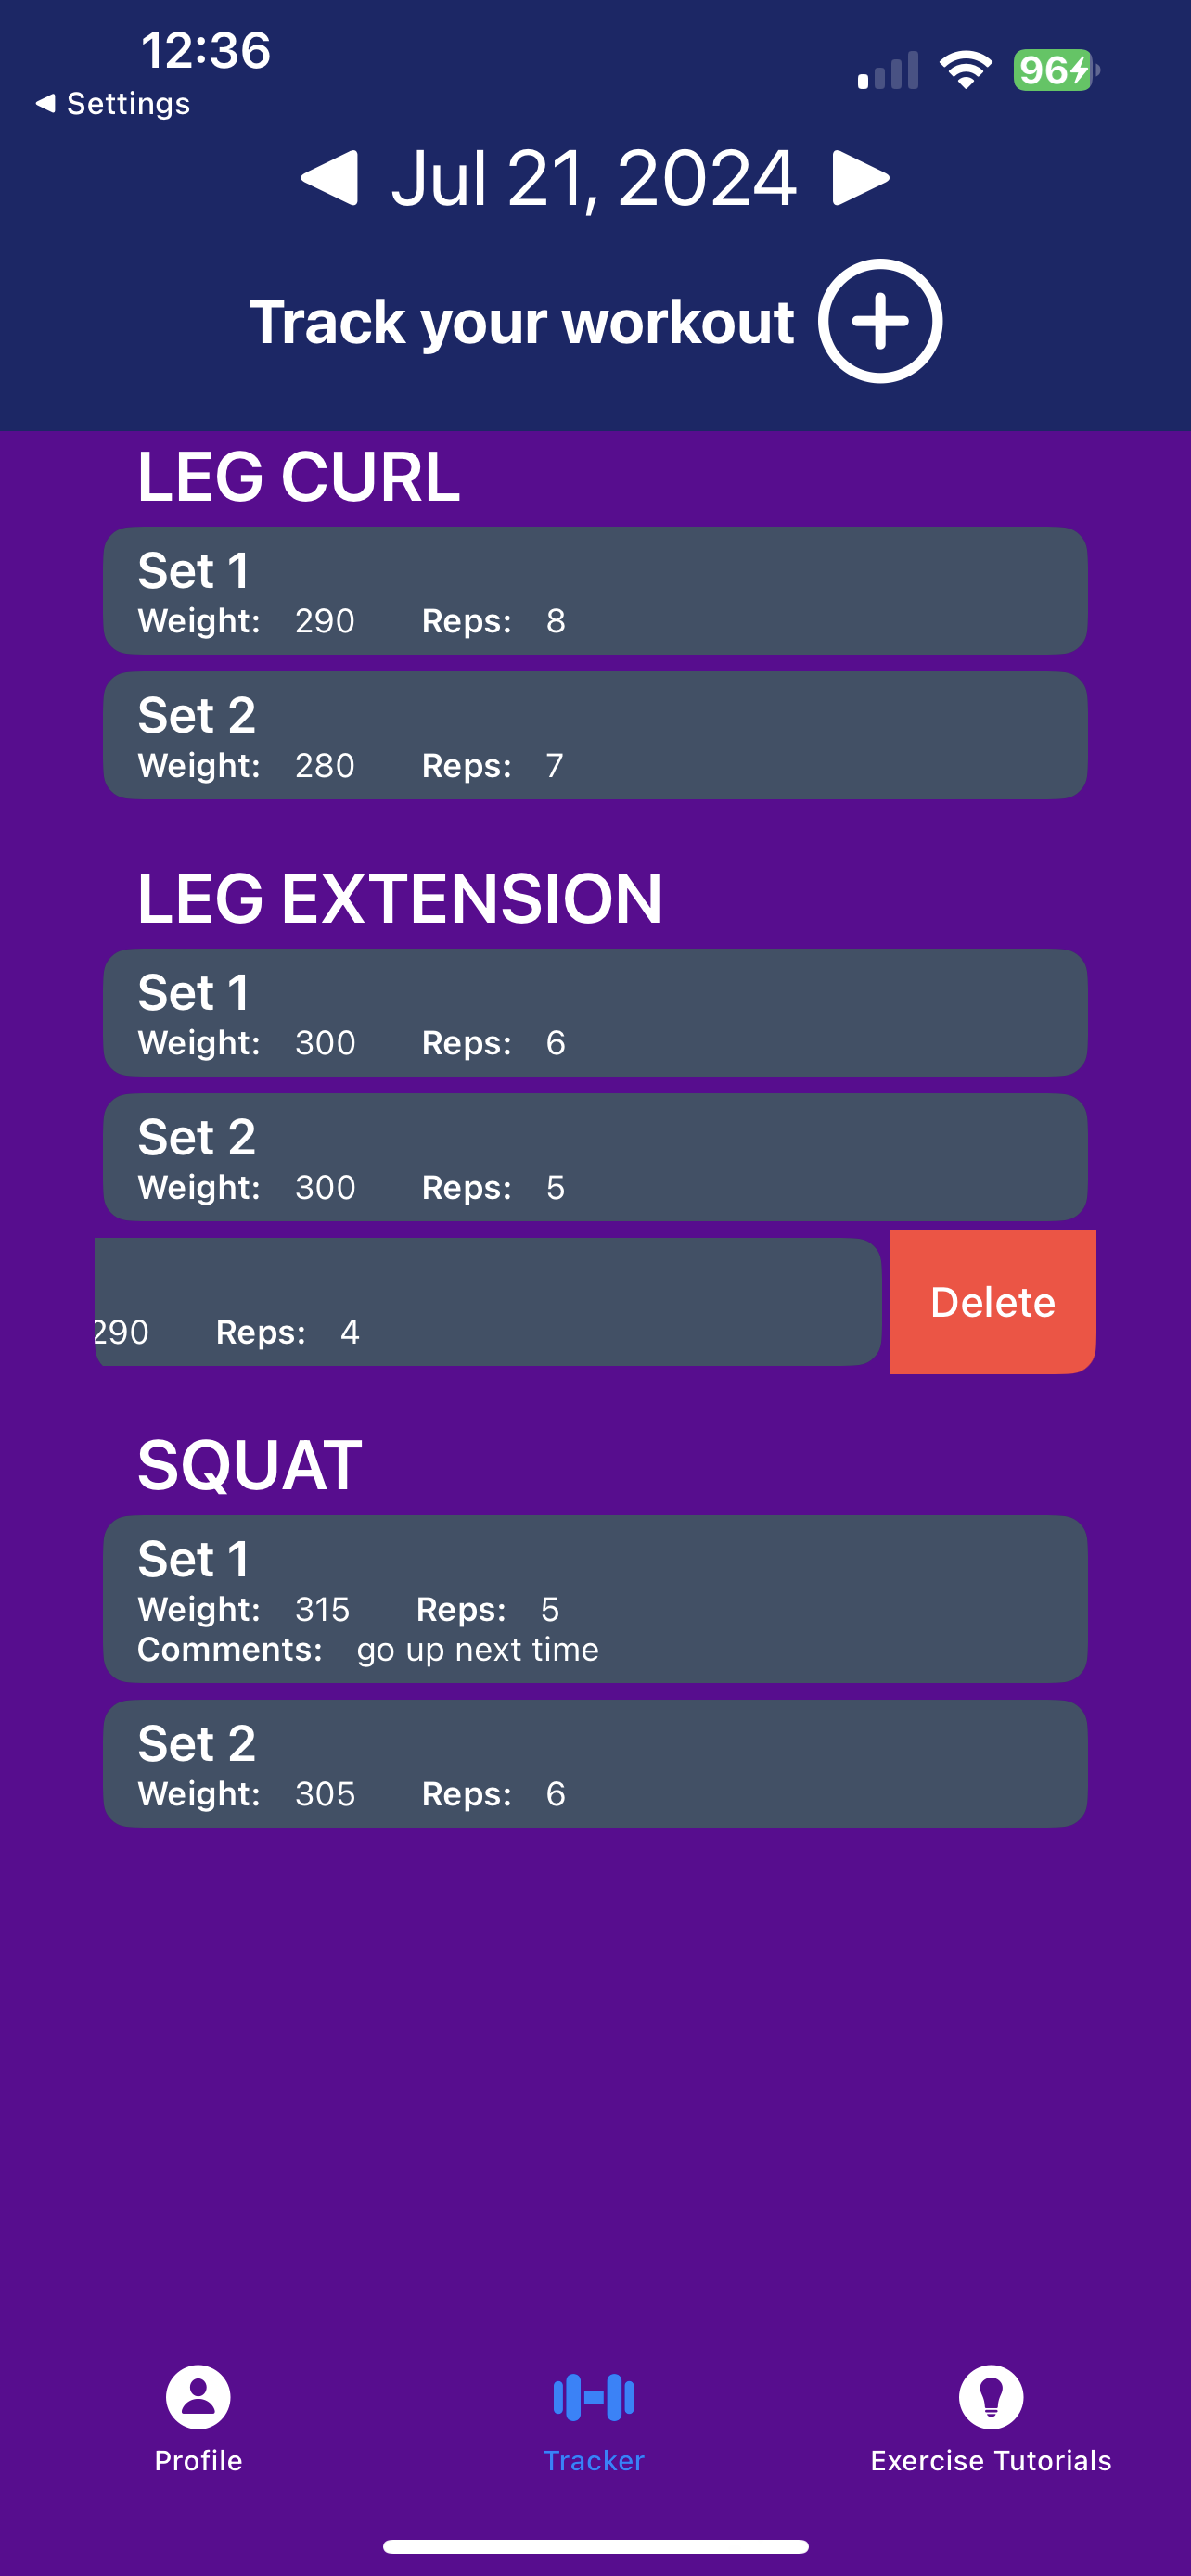 12:36
96
Settings
Jul 21, 2024
Track your workout
LEG CURL
Set 1
Weight: 290 Reps: 8
Set 2
Weight: 280 Reps: 7
LEG EXTENSION
Set 1
Weight: 300 Reps: 6
Set 2
Weight: 300 Reps: 5
290 Reps: 4
Delete
SQUAT
Set 1
Weight: 315 Reps: 5
Comments: go up next time
Set 2
Weight: 305 Reps: 6
Profile
Tracker
Exercise Tutorials